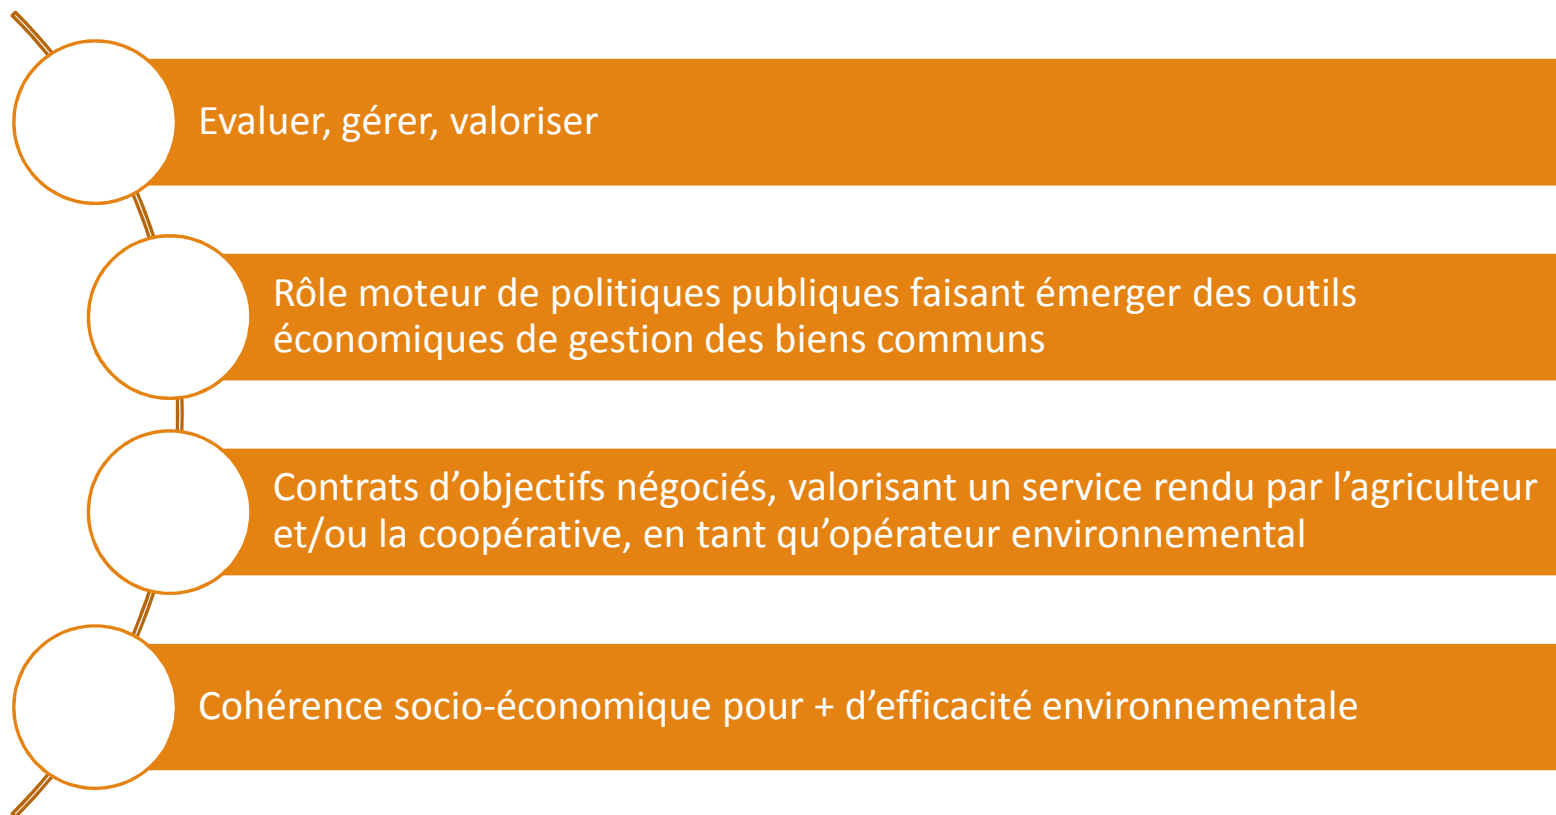 Evaluer, gérer, valoriser
Rôle moteur de politiques publiques faisant émerger des outils
économiques de gestion des biens communs
Contrats d’objectifs négociés, valorisant un service rendu par l’agriculteur
et/ou la coopérative, en tant qu’opérateur environnemental
Cohérence socio-économique pour + d’efficacité environnementale